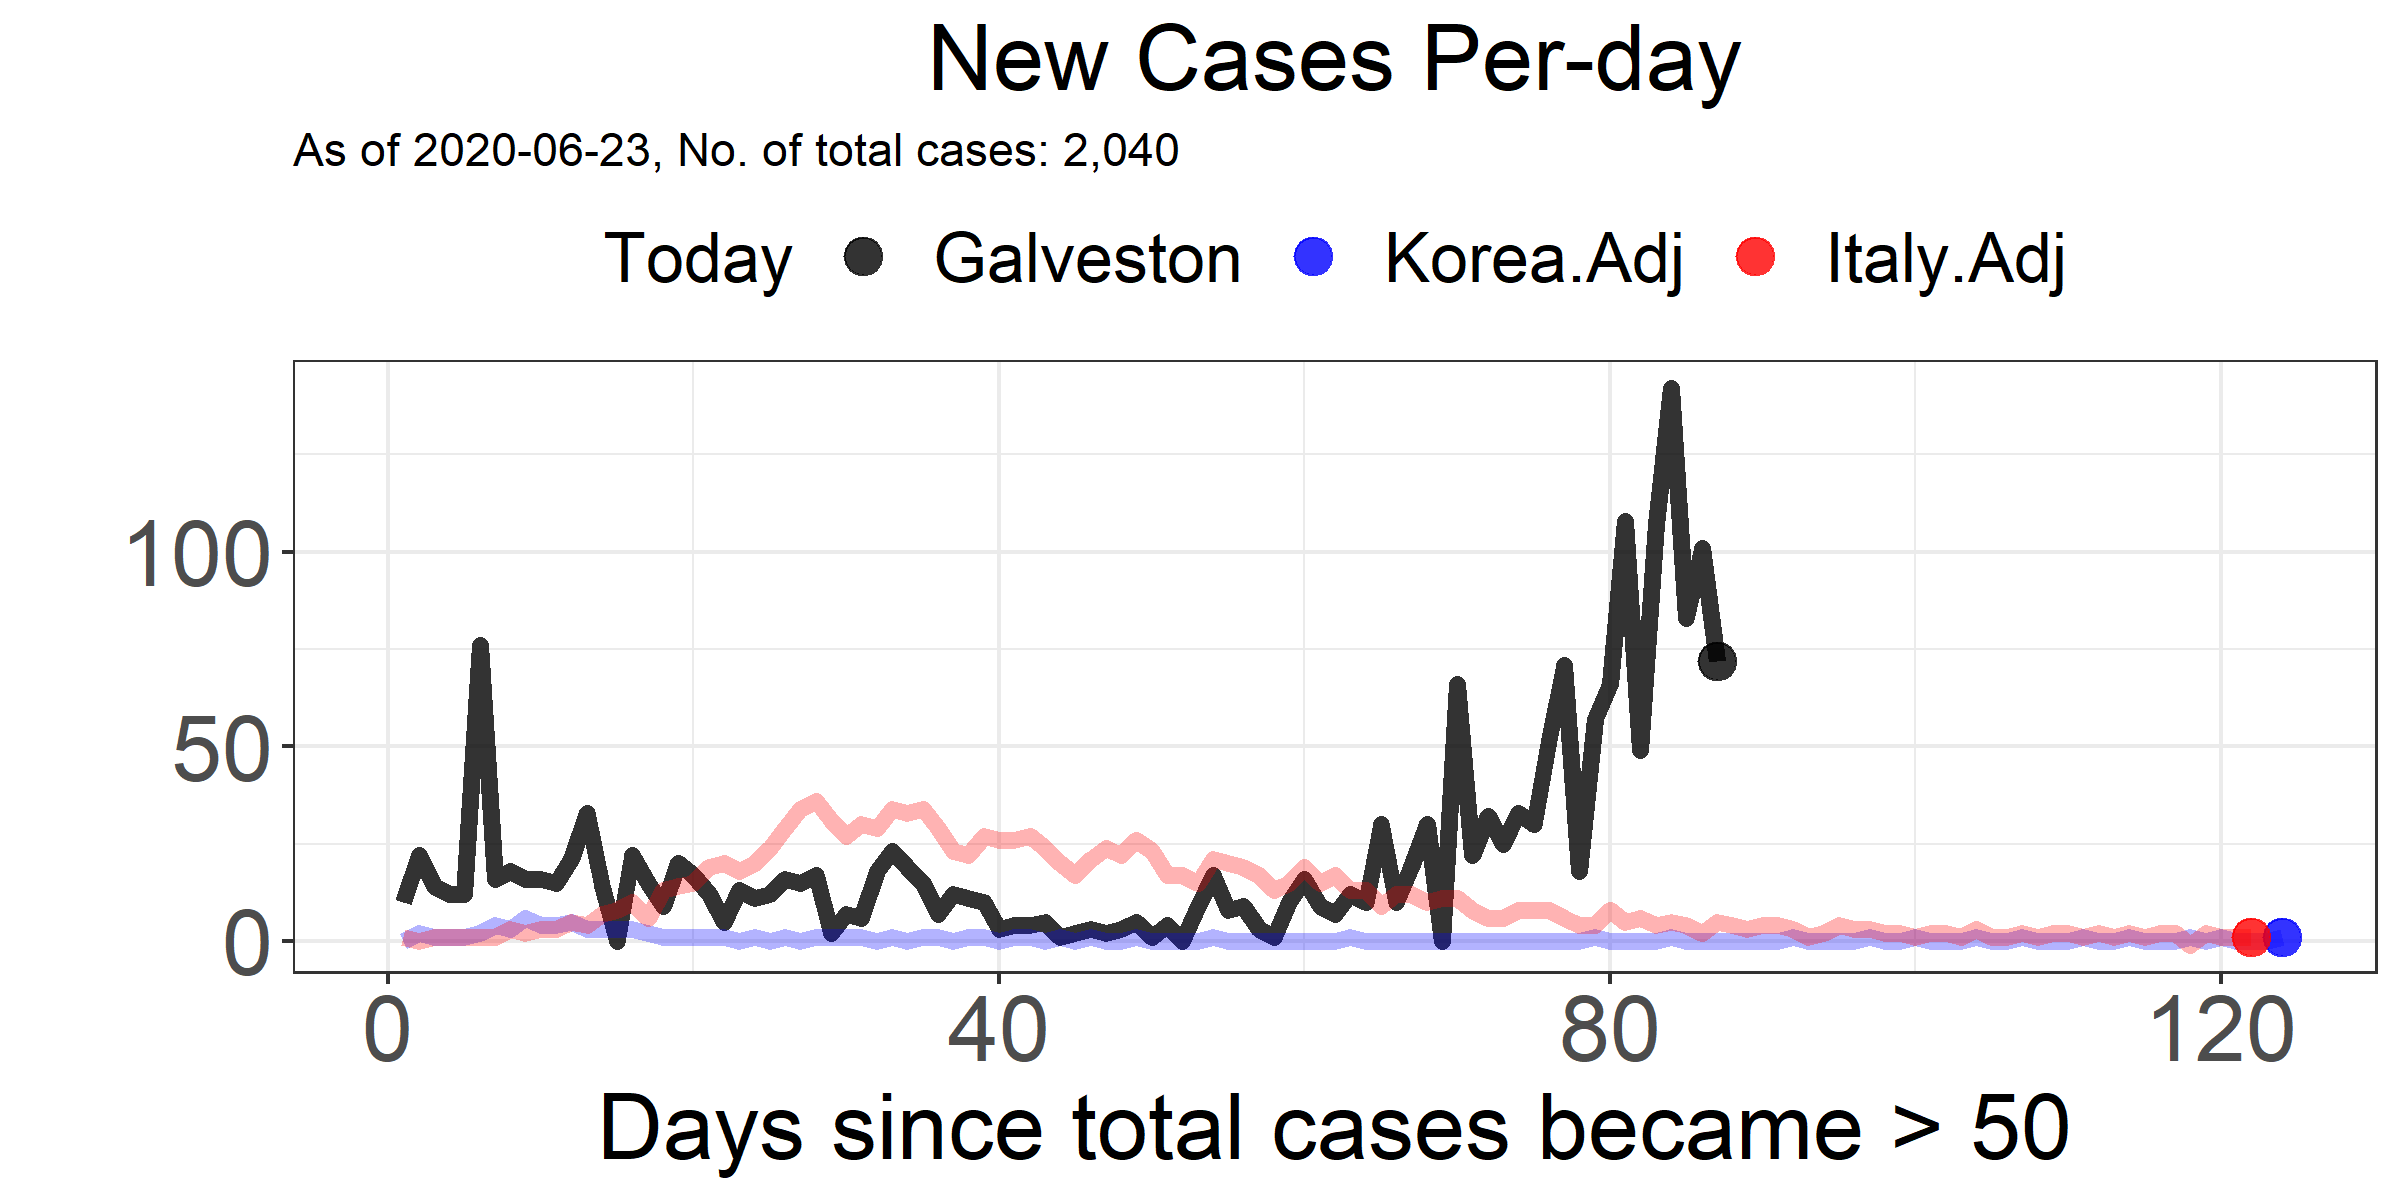 New Cases Per-day
As of 2020-06-23, No. of total cases: 2,040
Today Galveston Korea.Adj Italy.Adj
100
50
0
0 40 80 120
Days since total cases became > 50